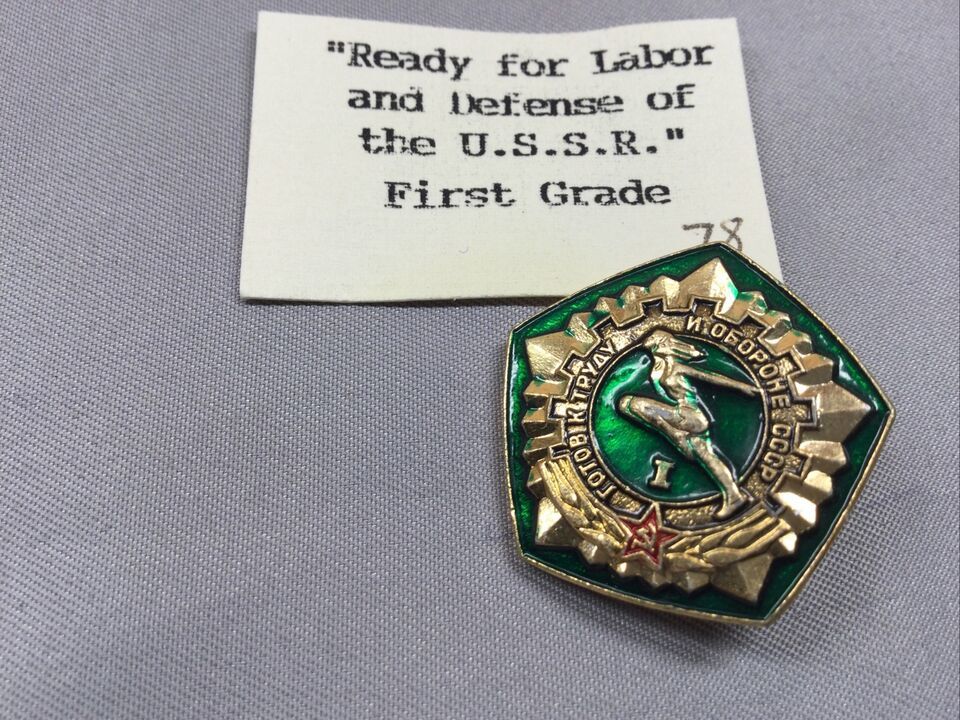 "Ready for Labor
and Defense of
the U.S.S.R."
First Grade
78
ГОТОВ К ТРУДУ И ОБОРОНЕ СССР
I